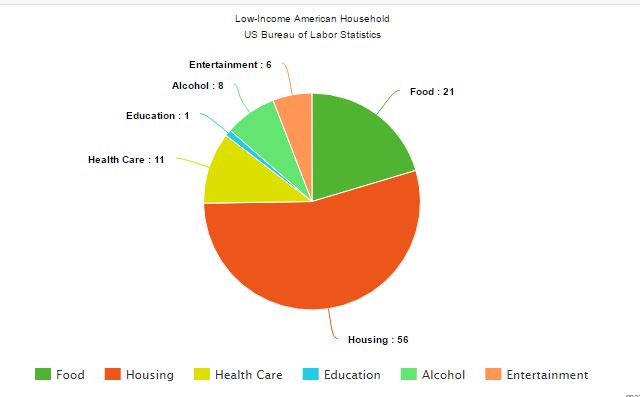 Low-Income American Household
US Bureau of Labor Statistics
Entertainment : 6
Alcohol : 8
Food : 21
Education : 1
Health Care : 11
Housing : 56
Food Housing Health Care Education Alcohol Entertainment